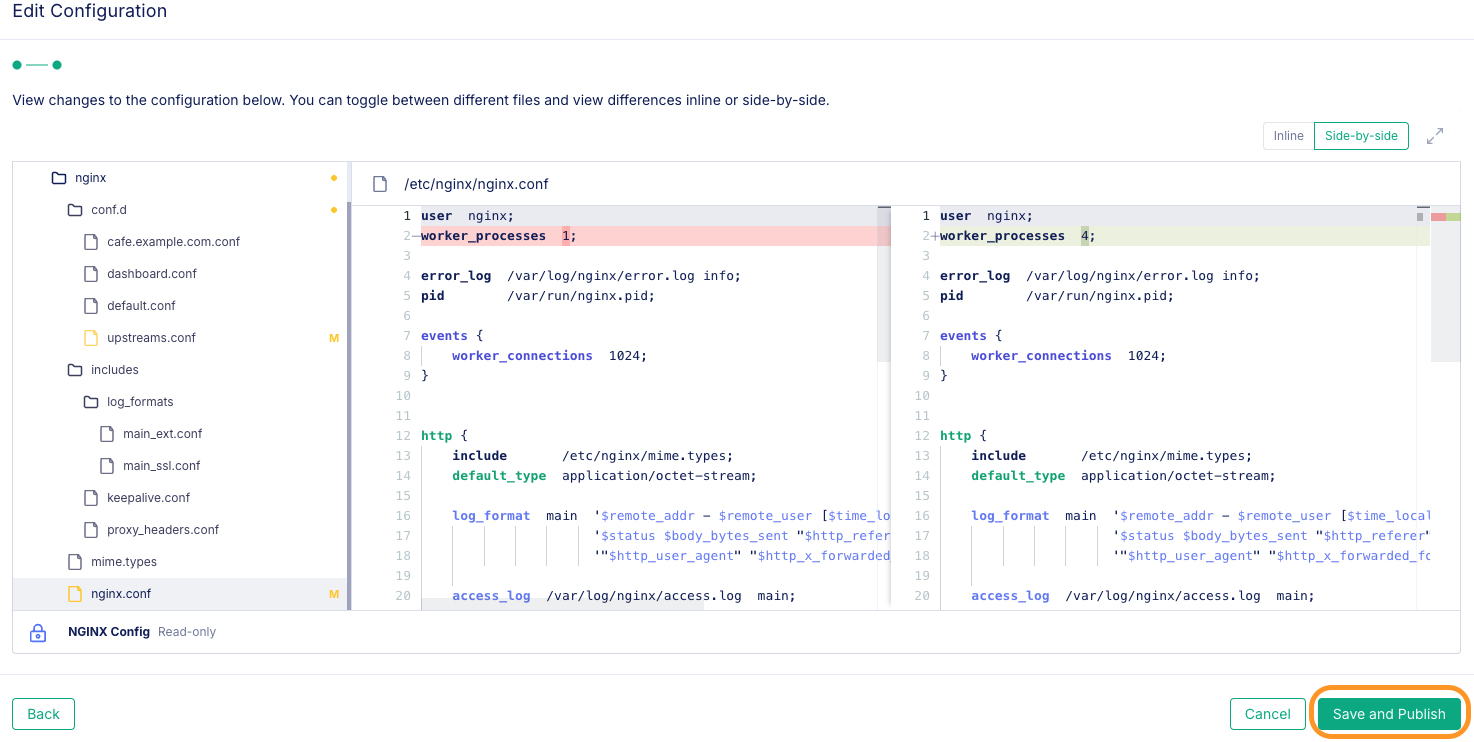 Edit Configuration
View changes to the configuration below. You can toggle between different files and view differences inline or side-by-side.
Inline
Side-by-side
nginx
conf.d
cafe.example.com.conf
dashboard.conf
default.conf
upstreams.conf M
includes
log_formats
main_ext.conf
main_ssl.conf
keepalive.conf
proxy_headers.conf
mime.types
nginx.conf M
/etc/nginx/nginx.conf
1 user  nginx;
2—worker_processes  1;
3
4 error_log  /var/log/nginx/error.log info;
5 pid        /var/run/nginx.pid;
6
7 events {
8     worker_connections  1024;
9 }
10
11
12 http {
13     include       /etc/nginx/mime.types;
14     default_type  application/octet-stream;
15
16     log_format  main  '$remote_addr - $remote_user [$time_lo
17                       '$status $body_bytes_sent "$http_refer
18                       '"$http_user_agent" "$http_x_forwarded
19
20     access_log  /var/log/nginx/access.log  main;
1 user  nginx;
2+worker_processes  4;
3
4 error_log  /var/log/nginx/error.log info;
5 pid        /var/run/nginx.pid;
6
7 events {
8     worker_connections  1024;
9 }
10
11
12 http {
13     include       /etc/nginx/mime.types;
14     default_type  application/octet-stream;
15
16     log_format  main  '$remote_addr - $remote_user [$time_local
17                       '$status $body_bytes_sent "$http_referer"
18                       '"$http_user_agent" "$http_x_forwarded_fo
19
20     access_log  /var/log/nginx/access.log  main;
NGINX Config Read-only
Back
Cancel
Save and Publish